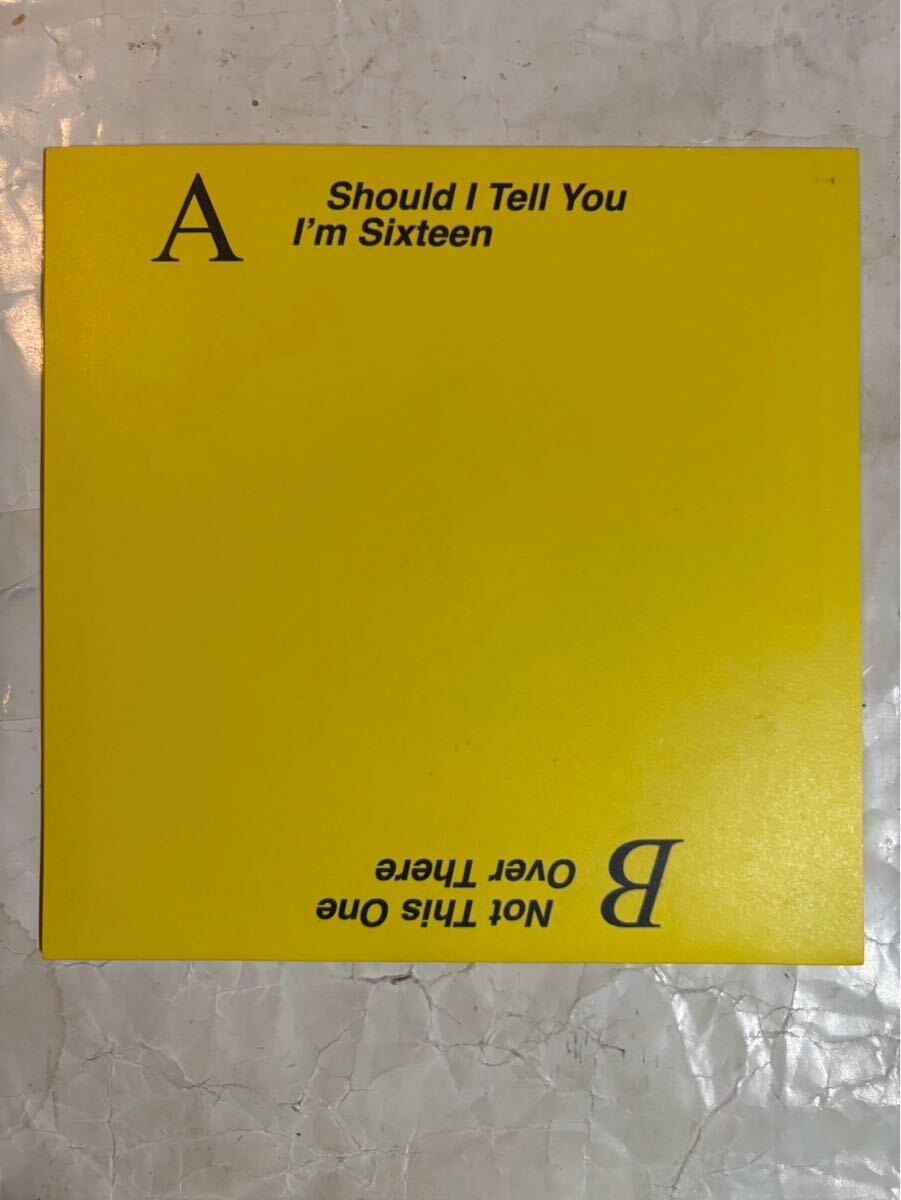 A
Should I Tell You
I'm Sixteen
B
Not This One
Over There